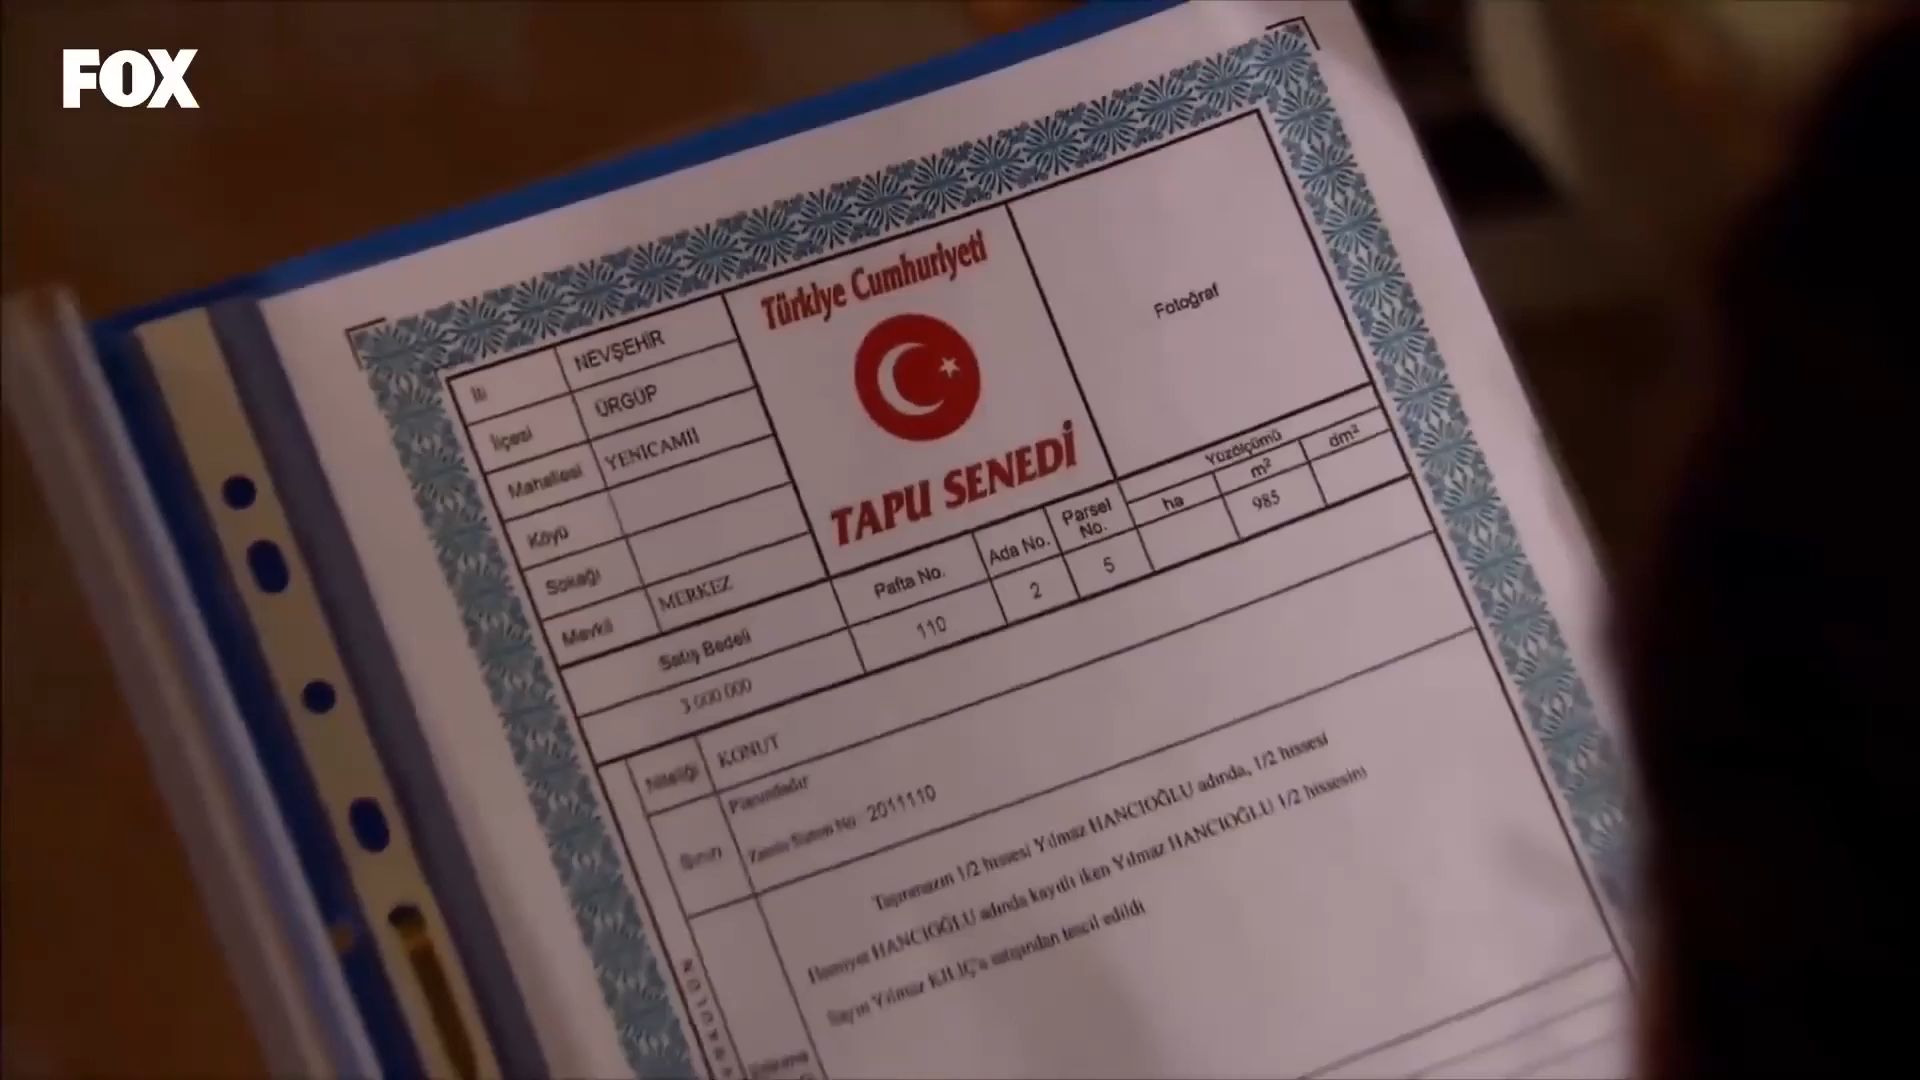 FOX
Türkiye Cumhuriyeti
TAPU SENEDİ
Fotoğraf
İli NEVŞEHİR
İlçesi ÜRGÜP
Mahallesi YENICAMII
Köyü
Sokağı
Mevkii MERKEZ
Satış Bedeli Pafta No. Ada No. Parsel No. Yüzölçümü
ha m² dm²
3 000 000 110 2 5 985
Niteliği KONUT
Sınırı Planındadır
Zemin Sistem No : 2011110
Taşınmazın 1/2 hissesi Yılmaz HANCIOĞLU adında, 1/2 hissesi
HANCIOĞLU adında kayıtlı iken Yılmaz HANCIOĞLU 1/2 hissesini
Yılmaz KILIÇ'a satışından tescil edildi